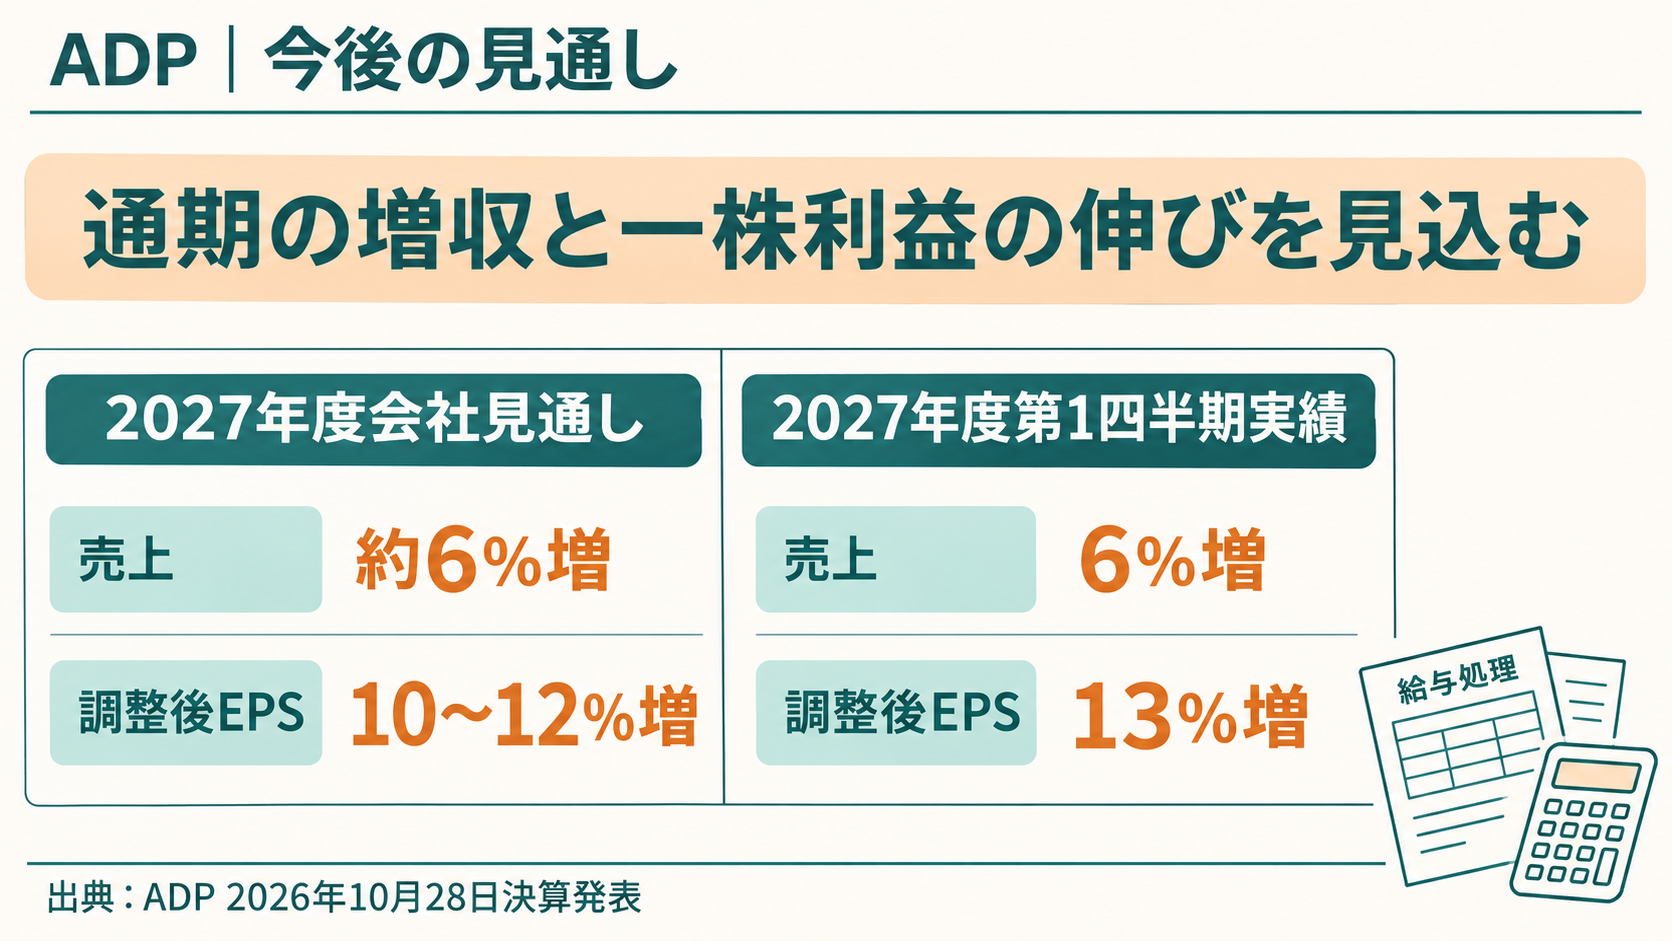 ADP｜今後の見通し
通期の増収と一株利益の伸びを見込む
2027年度会社見通し
売上 約6%増
調整後EPS 10～12%増
2027年度第1四半期実績
売上 6%増
調整後EPS 13%増
給与処理
出典：ADP 2026年10月28日決算発表